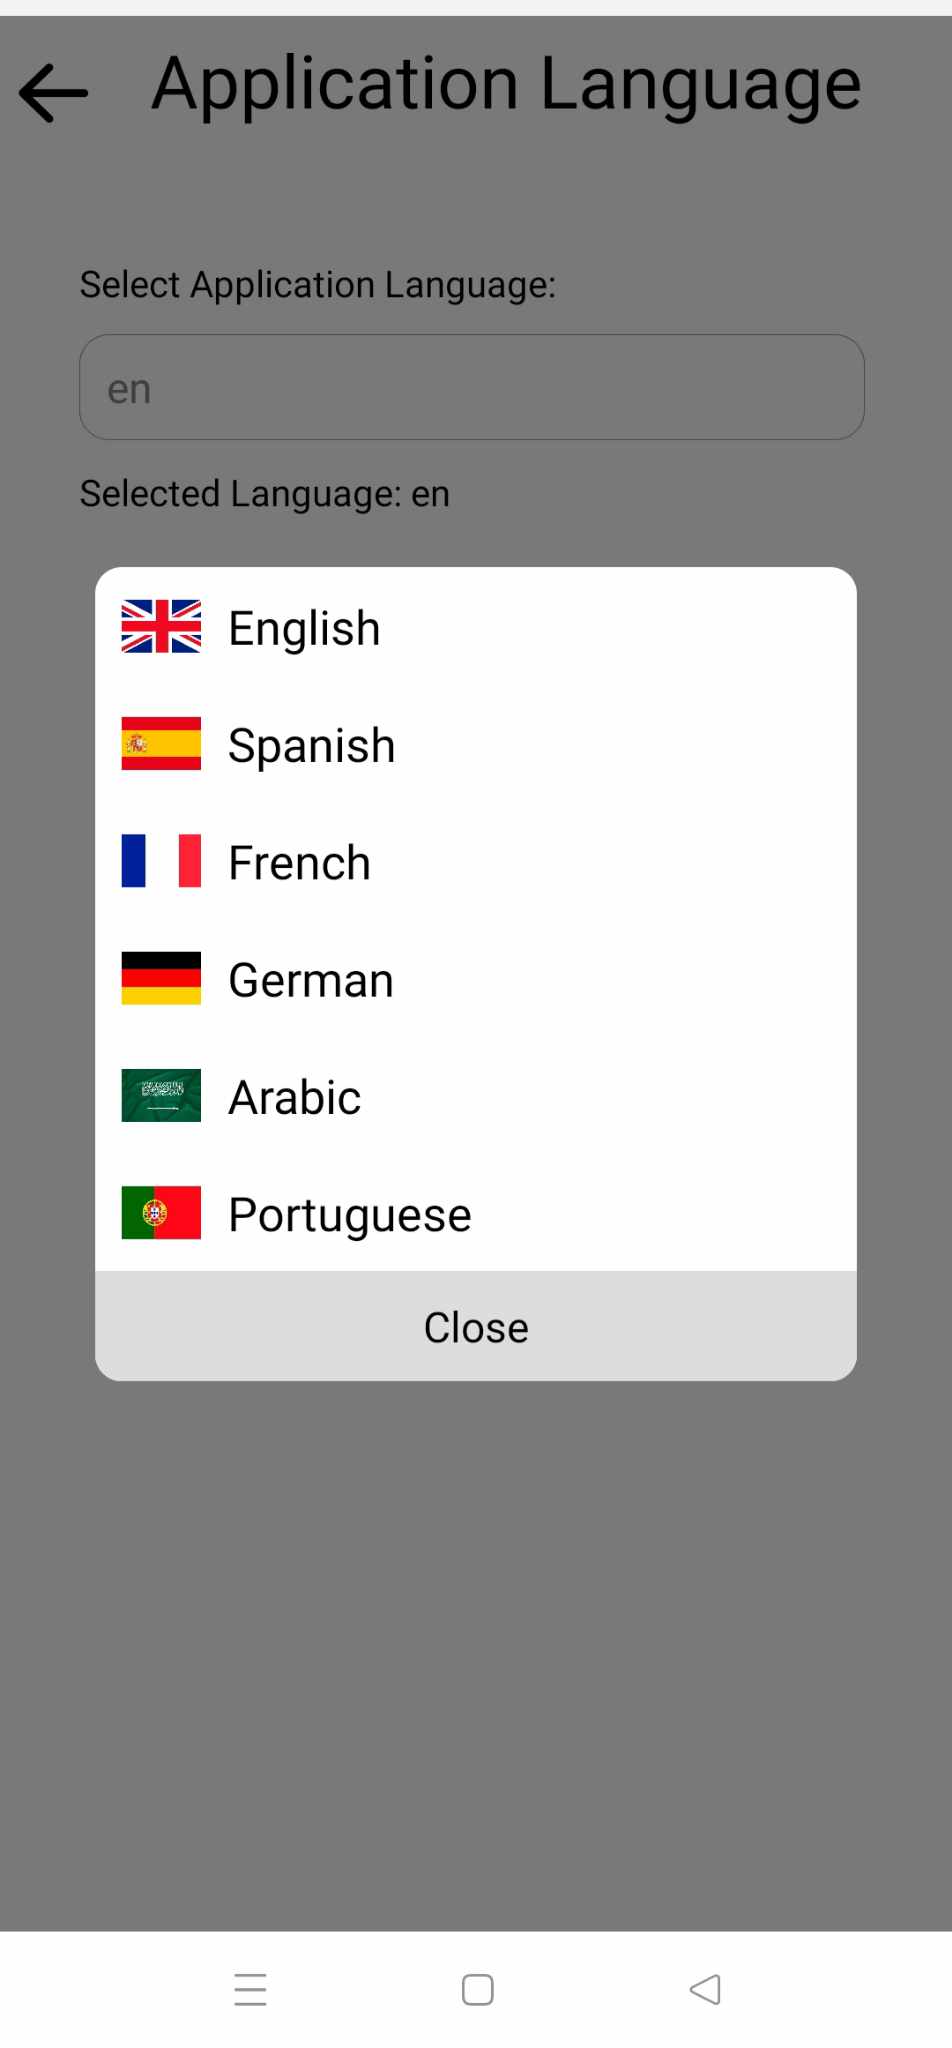 Application Language
Select Application Language:
en
Selected Language: en
English
Spanish
French
German
Arabic
Portuguese
Close